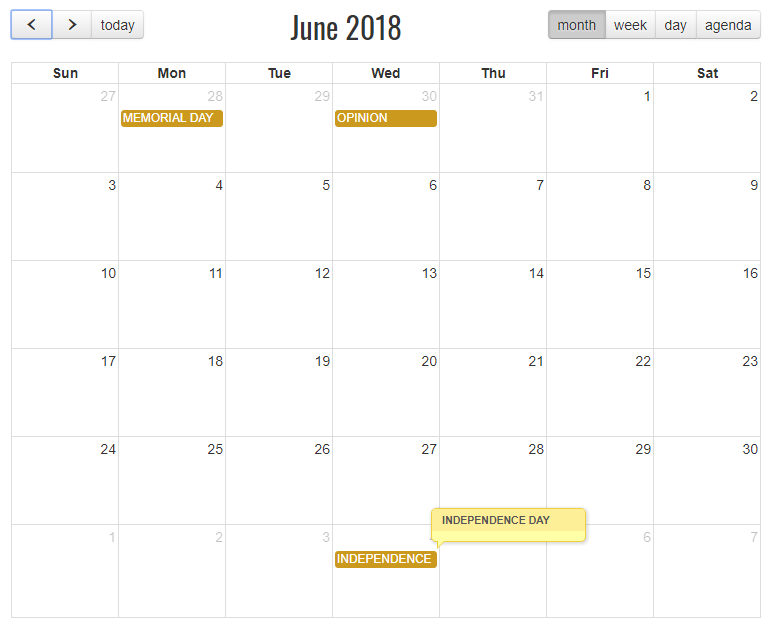 today
June 2018
month week day agenda
Sun Mon Tue Wed Thu Fri Sat
27 28 29 30 31 1 2
MEMORIAL DAY OPINION
3 4 5 6 7 8 9
10 11 12 13 14 15 16
17 18 19 20 21 22 23
24 25 26 27 28 29 30
INDEPENDENCE DAY
1 2 3 6 7
INDEPENDENCE